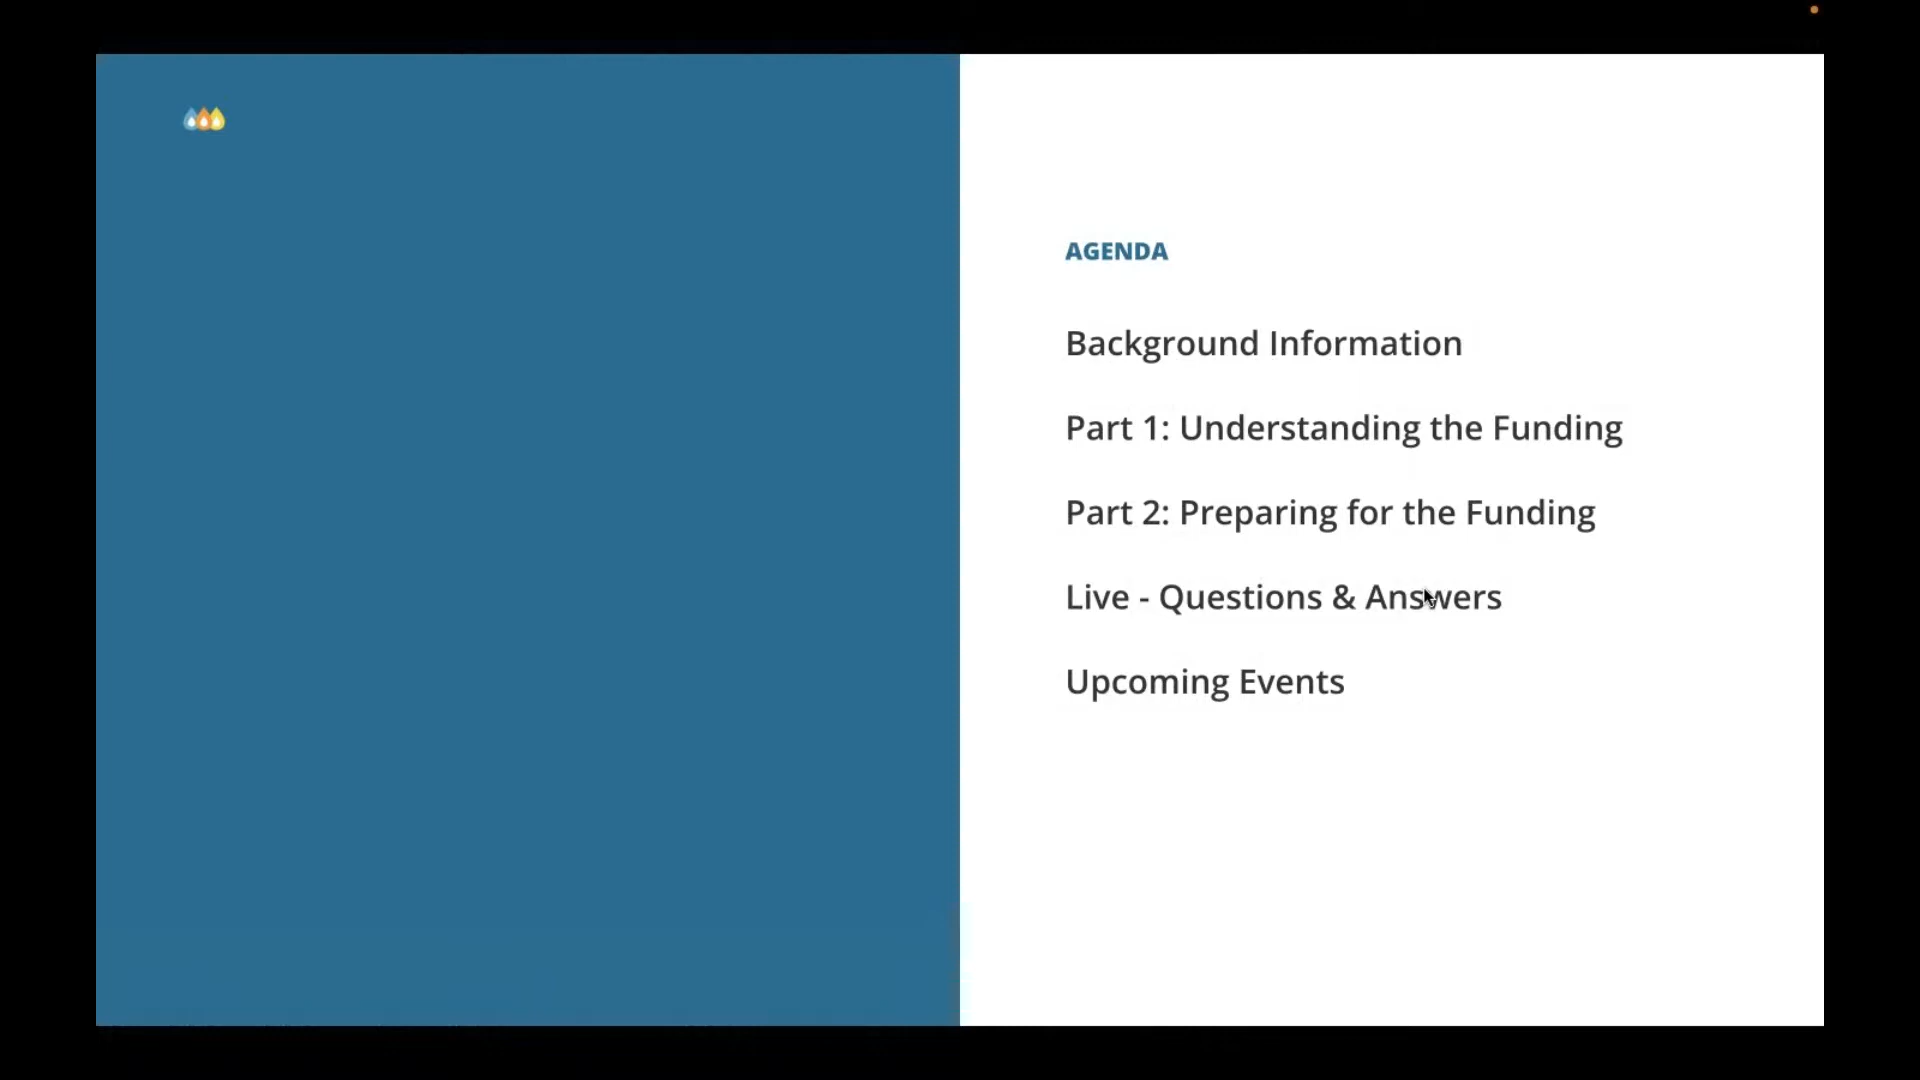 AGENDA
Background Information
Part 1: Understanding the Funding
Part 2: Preparing for the Funding
Live - Questions & Answers
Upcoming Events